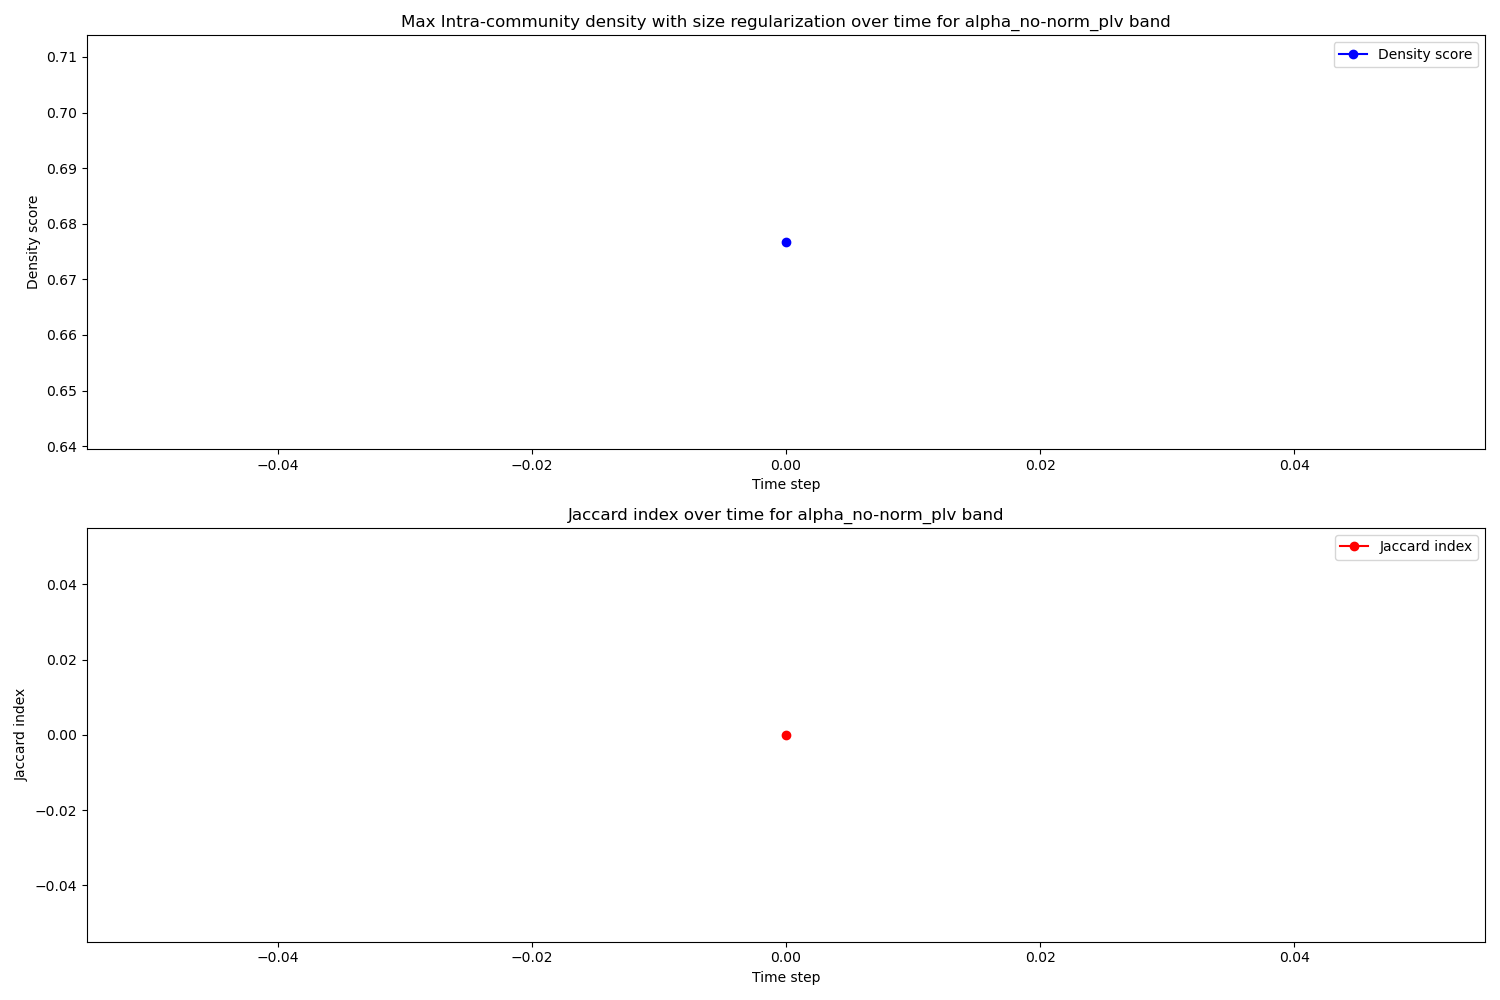 Max Intra-community density with size regularization over time for alpha_no-norm_plv band
Density score
0.71
0.70
0.69
0.68
0.67
0.66
0.65
0.64
Density score
−0.04
−0.02
0.00
0.02
0.04
Time step
Jaccard index over time for alpha_no-norm_plv band
Jaccard index
0.04
0.02
0.00
−0.02
−0.04
Jaccard index
−0.04
−0.02
0.00
0.02
0.04
Time step